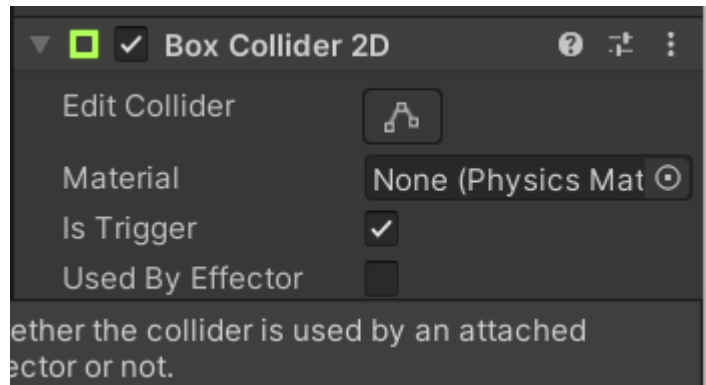 Box Collider 2D
Edit Collider
Material None (Physics Mat
Is Trigger
Used By Effector
ether the collider is used by an attached
ector or not.